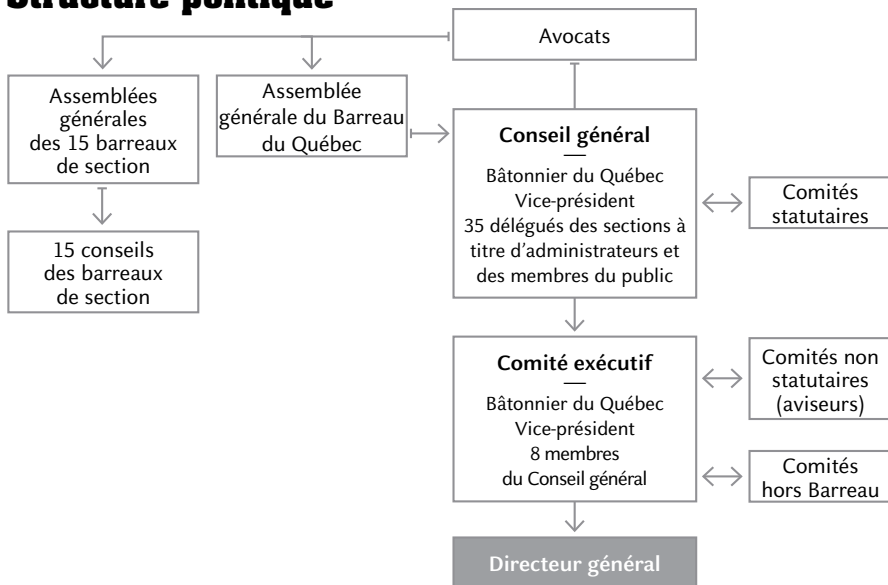 Structure politique
Avocats
Assemblées
générales
des 15 barreaux
de section
Assemblée
générale du Barreau
du Québec
15 conseils
des barreaux
de section
Conseil général
Bâtonnier du Québec
Vice-président
35 délégués des sections à
titre d’administrateurs et
des membres du public
Comités
statutaires
Comité exécutif
Bâtonnier du Québec
Vice-président
8 membres
du Conseil général
Comités non
statutaires
(aviseurs)
Comités
hors Barreau
Directeur général